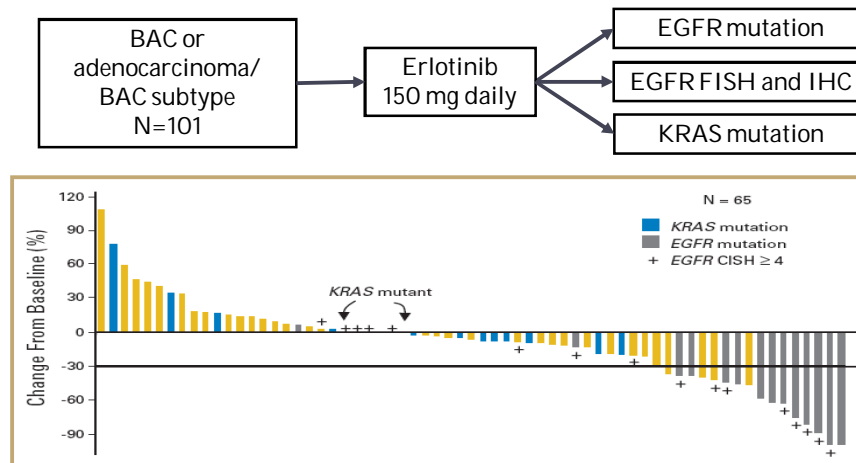 BAC or
adenocarcinoma/
BAC subtype
N=101
Erlotinib
150 mg daily
EGFR mutation
EGFR FISH and IHC
KRAS mutation
Change From Baseline (%)
120
90
60
30
0
-30
-60
-90
N = 65
KRAS mutation
EGFR mutation
+ EGFR CISH ≥ 4
KRAS mutant
+
+ + + +
+
+
+
+
+ +
+
+
+
+
+